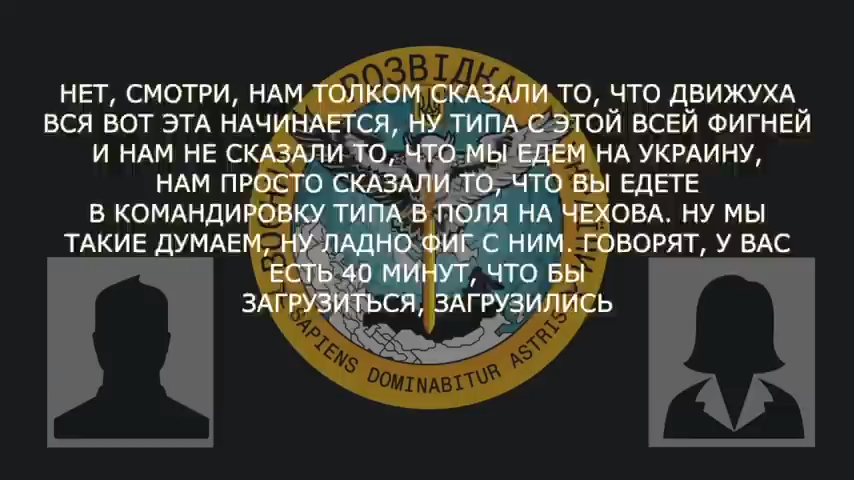 НЕТ, СМОТРИ, НАМ ТОЛКОМ СКАЗАЛИ ТО, ЧТО ДВИЖУХА
ВСЯ ВОТ ЭТА НАЧИНАЕТСЯ, НУ ТИПА С ЭТОЙ ВСЕЙ ФИГНЕЙ
И НАМ НЕ СКАЗАЛИ ТО, ЧТО МЫ ЕДЕМ НА УКРАИНУ,
НАМ ПРОСТО СКАЗАЛИ ТО, ЧТО ВЫ ЕДЕТЕ
В КОМАНДИРОВКУ ТИПА В ПОЛЯ НА ЧЕХОВА. НУ МЫ
ТАКИЕ ДУМАЕМ, НУ ЛАДНО ФИГ С НИМ. ГОВОРЯТ, У ВАС
ЕСТЬ 40 МИНУТ, ЧТО БЫ
ЗАГРУЗИТЬСЯ, ЗАГРУЗИЛИСЬ
РОЗВІДКА
SAPIENS DOMINABITUR ASTRIS